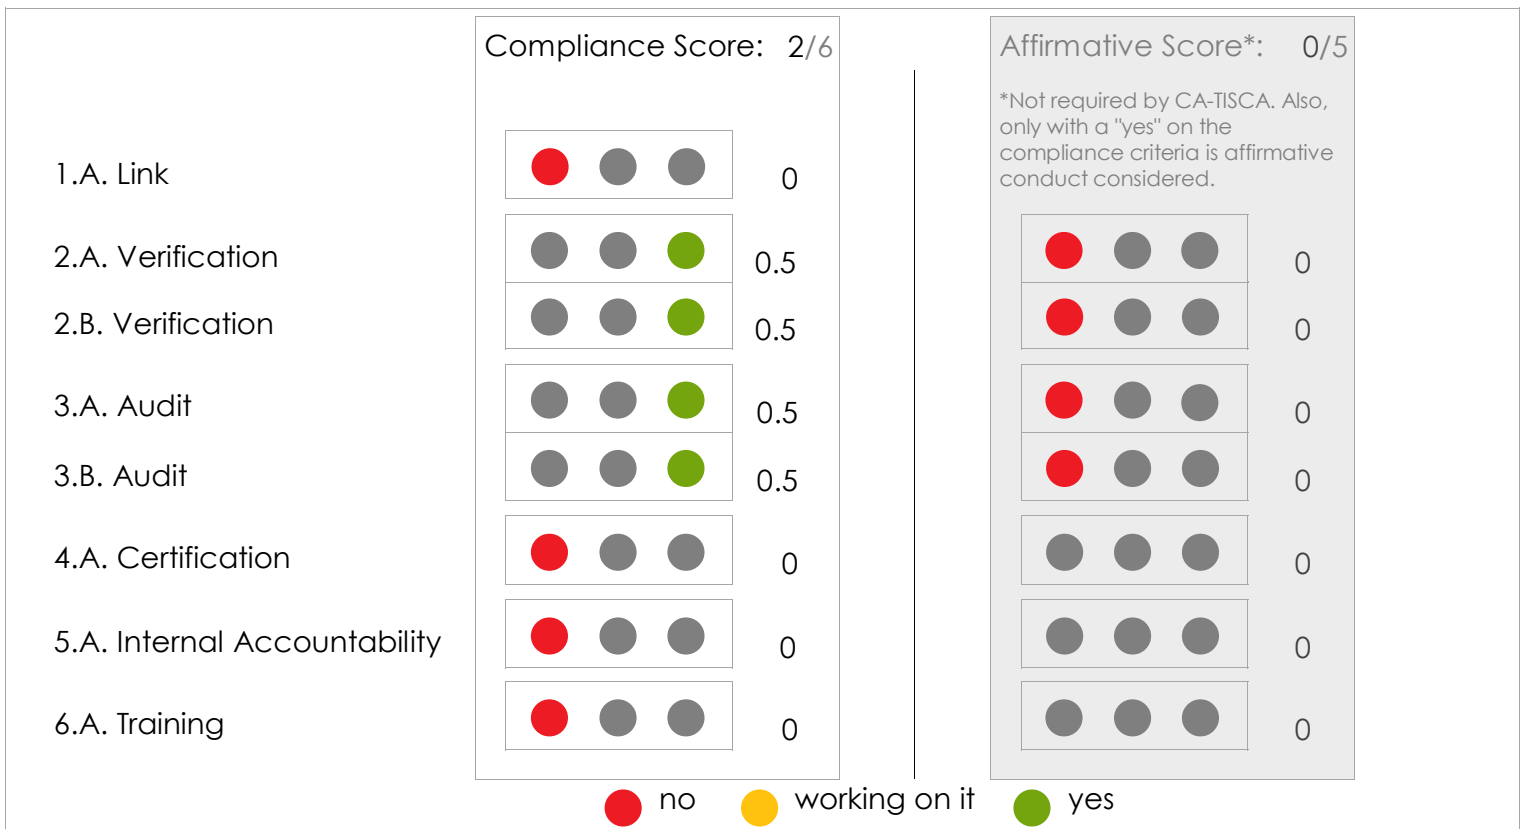 Compliance Score: 2/6
Affirmative Score*: 0/5
*Not required by CA-TISCA. Also,
only with a "yes" on the
compliance criteria is affirmative
conduct considered.
1.A. Link 0
2.A. Verification 0.5 0
2.B. Verification 0.5 0
3.A. Audit 0.5 0
3.B. Audit 0.5 0
4.A. Certification 0 0
5.A. Internal Accountability 0 0
6.A. Training 0 0
no working on it yes